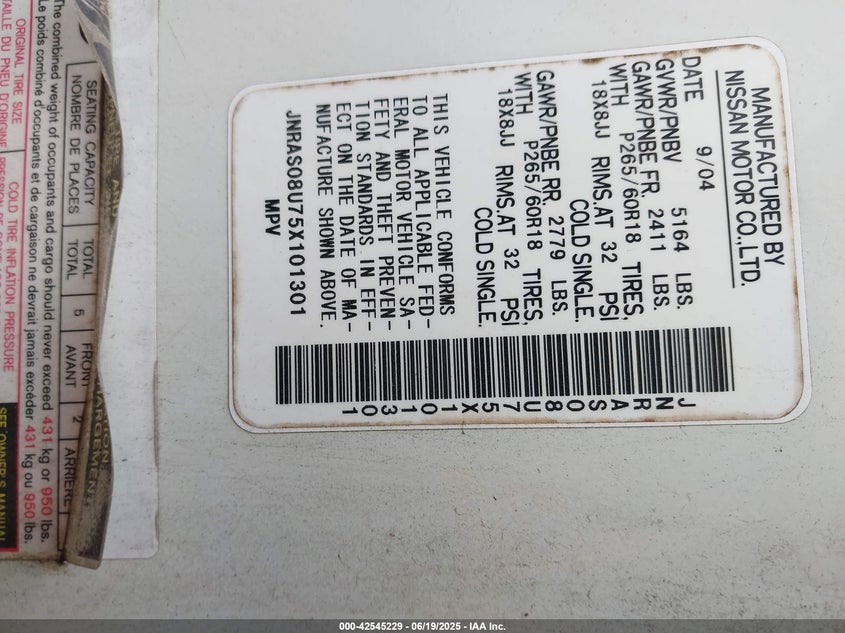 MANUFACTURED BY
NISSAN MOTOR CO.,LTD.
DATE 9/04
GVWR/PNBV 5164 LBS.
GAWR/PNBE FR. 2411 LBS.
WITH P265/60R18 TIRES,
18X8JJ RIMS,AT 32 PSI
COLD SINGLE.
GAWR/PNBE RR. 2779 LBS.
WITH P265/60R18 TIRES,
18X8JJ RIMS,AT 32 PSI
COLD SINGLE.
THIS VEHICLE CONFORMS
TO ALL APPLICABLE FED-
ERAL MOTOR VEHICLE SA-
FETY AND THEFT PREVEN-
TION STANDARDS IN EFF-
ECT ON THE DATE OF MA-
NUFACTURE SHOWN ABOVE.
JNRAS08U75X101301
MPV
JNRAS08U75X101301
SEATING CAPACITY TOTAL 5 FRONT 2
NOMBRE DE PLACES TOTAL AVANT ARRIERE
The combined weight of occupants and cargo should never exceed 431 kg or 950 lbs.
Le poids combiné d'occupants et de cargaison ne devrait jamais excéder 431 kg ou 950 lbs.
ORIGINAL TIRE SIZE COLD TIRE INFLATION PRESSURE
TAILLE DU PNEU D'ORIGINE
SEE OWNER'S MANUAL
000-42545229 - 06/19/2025 - IAA Inc.